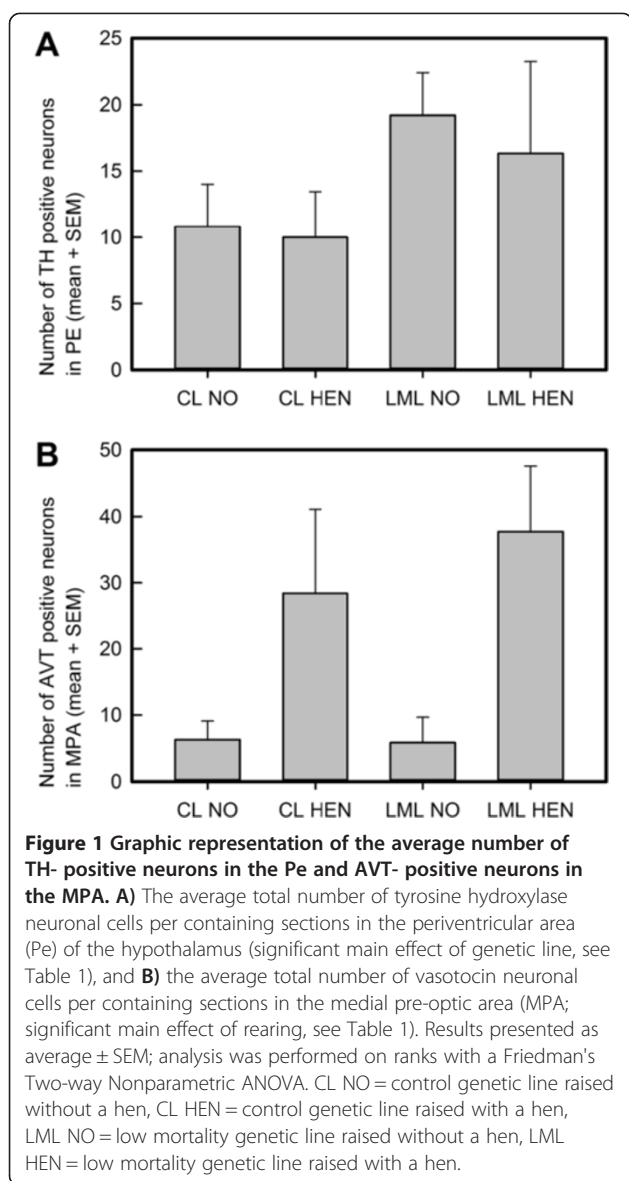 A
Number of TH positive neurons
in PE (mean + SEM)
25
20
15
10
5
0
CL NO CL HEN LML NO LML HEN
B
Number of AVT positive neurons
in MPA (mean + SEM)
50
40
30
20
10
0
CL NO CL HEN LML NO LML HEN
Figure 1 Graphic representation of the average number of
TH- positive neurons in the Pe and AVT- positive neurons in
the MPA. A) The average total number of tyrosine hydroxylase
neuronal cells per containing sections in the periventricular area
(Pe) of the hypothalamus (significant main effect of genetic line, see
Table 1), and B) the average total number of vasotocin neuronal
cells per containing sections in the medial pre-optic area (MPA;
significant main effect of rearing, see Table 1). Results presented as
average ± SEM; analysis was performed on ranks with a Friedman's
Two-way Nonparametric ANOVA. CL NO = control genetic line raised
without a hen, CL HEN = control genetic line raised with a hen,
LML NO = low mortality genetic line raised without a hen, LML
HEN = low mortality genetic line raised with a hen.